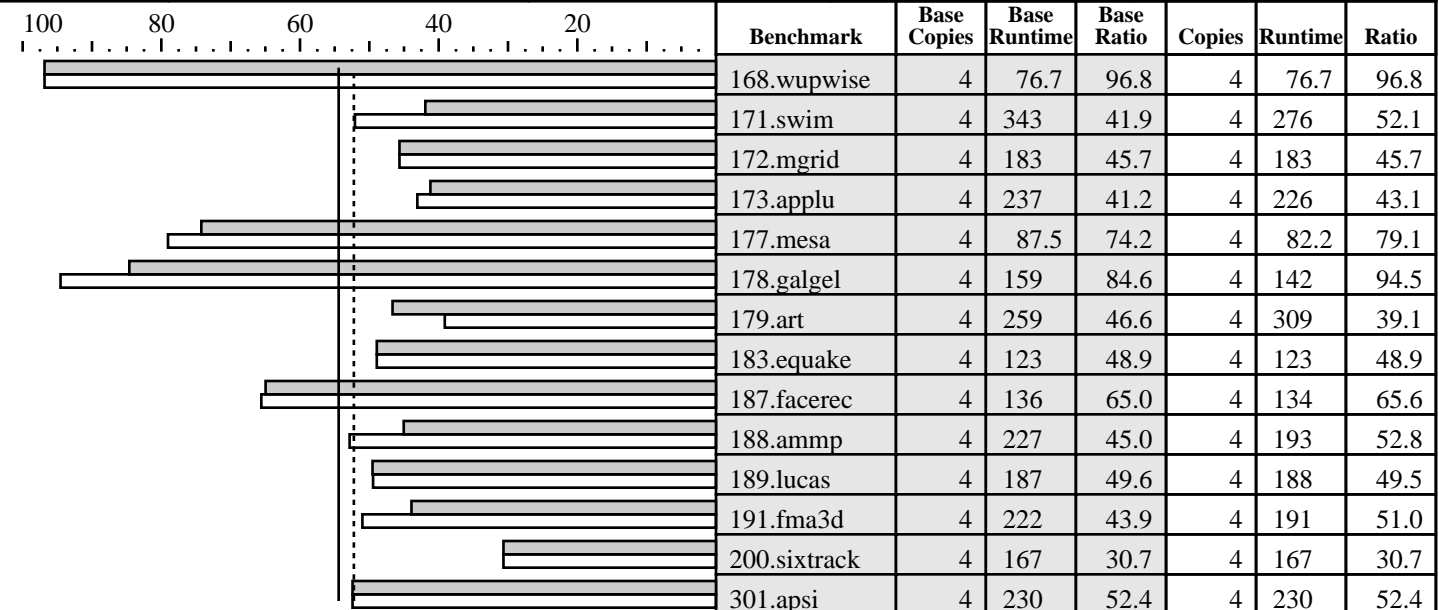 100 80 60 40 20
Benchmark Base Copies Base Runtime Base Ratio Copies Runtime Ratio
168.wupwise 4 76.7 96.8 4 76.7 96.8
171.swim 4 343 41.9 4 276 52.1
172.mgrid 4 183 45.7 4 183 45.7
173.applu 4 237 41.2 4 226 43.1
177.mesa 4 87.5 74.2 4 82.2 79.1
178.galgel 4 159 84.6 4 142 94.5
179.art 4 259 46.6 4 309 39.1
183.equake 4 123 48.9 4 123 48.9
187.facerec 4 136 65.0 4 134 65.6
188.ammp 4 227 45.0 4 193 52.8
189.lucas 4 187 49.6 4 188 49.5
191.fma3d 4 222 43.9 4 191 51.0
200.sixtrack 4 167 30.7 4 167 30.7
301.apsi 4 230 52.4 4 230 52.4